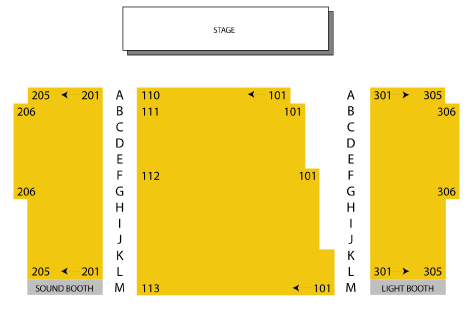 STAGE
205 ← 201 A 110 ← 101 A 301 → 305
206 B 111 101 B 306
C C
D D
E E
F 112 101 F
206 G G 306
H H
I I
J J
K K
205 ← 201 L L 301 → 305
SOUND BOOTH M 113 ← 101 M LIGHT BOOTH